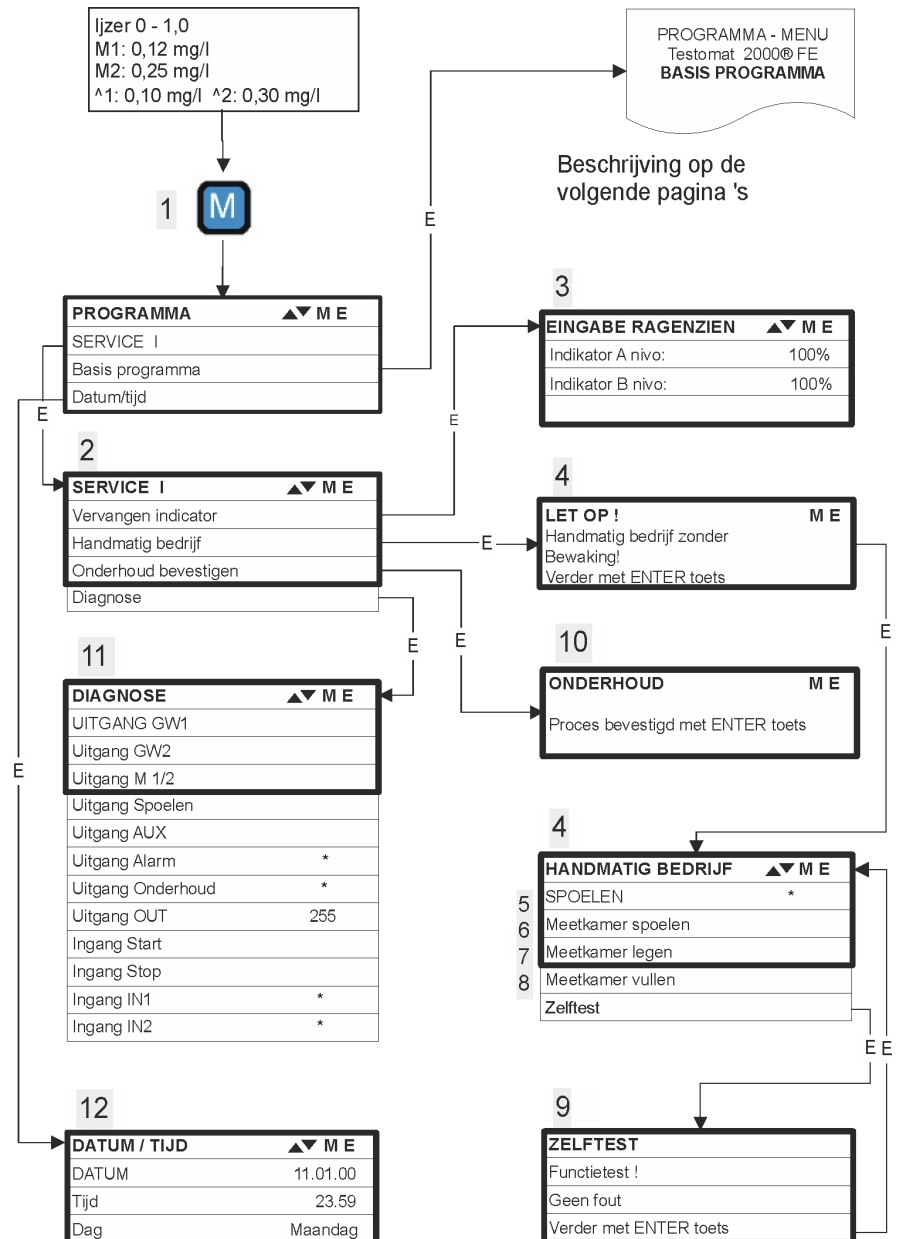 Ijzer 0 - 1,0
M1: 0,12 mg/l
M2: 0,25 mg/l
^1: 0,10 mg/l ^2: 0,30 mg/l
PROGRAMMA - MENU
Testomat 2000® FE
BASIS PROGRAMMA
Beschrijving op de
volgende pagina 's
1
M
E
PROGRAMMA ▲▼ M E
SERVICE I
Basis programma
Datum/tijd
E
3
EINGABE RAGENZIEN ▲▼ M E
Indikator A nivo: 100%
Indikator B nivo: 100%
E
2
SERVICE I ▲▼ M E
Vervangen indicator
Handmatig bedrijf
Onderhoud bevestigen
Diagnose
E
4
LET OP ! M E
Handmatig bedrijf zonder
Bewaking!
Verder met ENTER toets
E
E
E
10
ONDERHOUD M E
Proces bevestigd met ENTER toets
11
DIAGNOSE ▲▼ M E
UITGANG GW1
Uitgang GW2
Uitgang M 1/2
Uitgang Spoelen
Uitgang AUX
Uitgang Alarm *
Uitgang Onderhoud *
Uitgang OUT 255
Ingang Start
Ingang Stop
Ingang IN1 *
Ingang IN2 *
E
4
HANDMATIG BEDRIJF ▲▼ M E
5 SPOELEN *
6 Meetkamer spoelen
7 Meetkamer legen
8 Meetkamer vullen
Zelftest
E E
12
DATUM / TIJD ▲▼ M E
DATUM 11.01.00
Tijd 23.59
Dag Maandag
9
ZELFTEST
Functietest !
Geen fout
Verder met ENTER toets